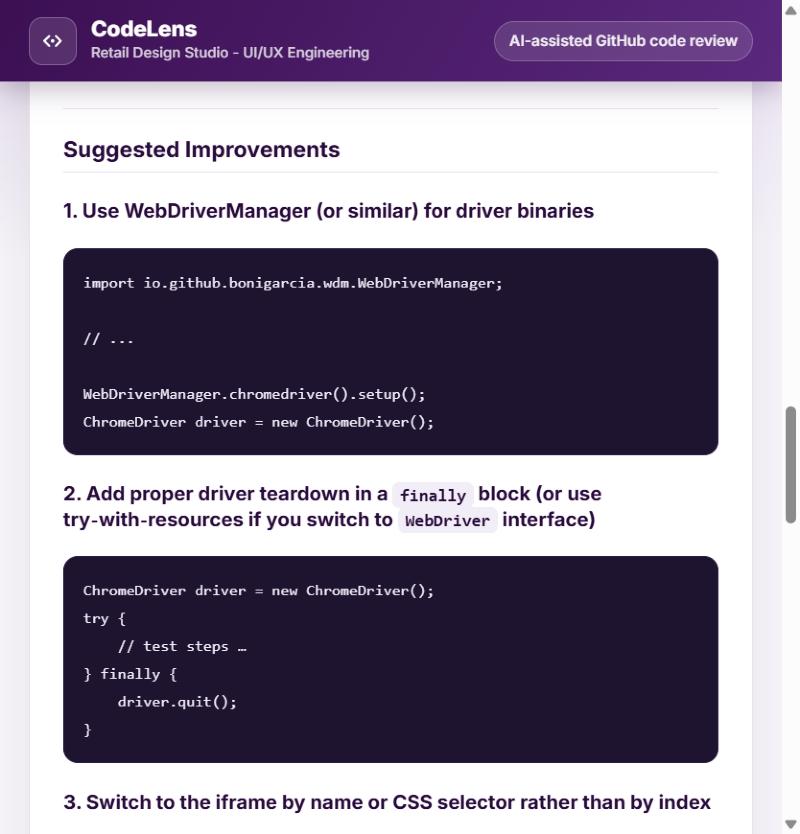 CodeLens
Retail Design Studio - UI/UX Engineering
AI-assisted GitHub code review
Suggested Improvements
1. Use WebDriverManager (or similar) for driver binaries
import io.github.bonigarcia.wdm.WebDriverManager;
// ...
WebDriverManager.chromedriver().setup();
ChromeDriver driver = new ChromeDriver();
2. Add proper driver teardown in a finally block (or use
try-with-resources if you switch to WebDriver interface)
ChromeDriver driver = new ChromeDriver();
try {
    // test steps …
} finally {
    driver.quit();
}
3. Switch to the iframe by name or CSS selector rather than by index